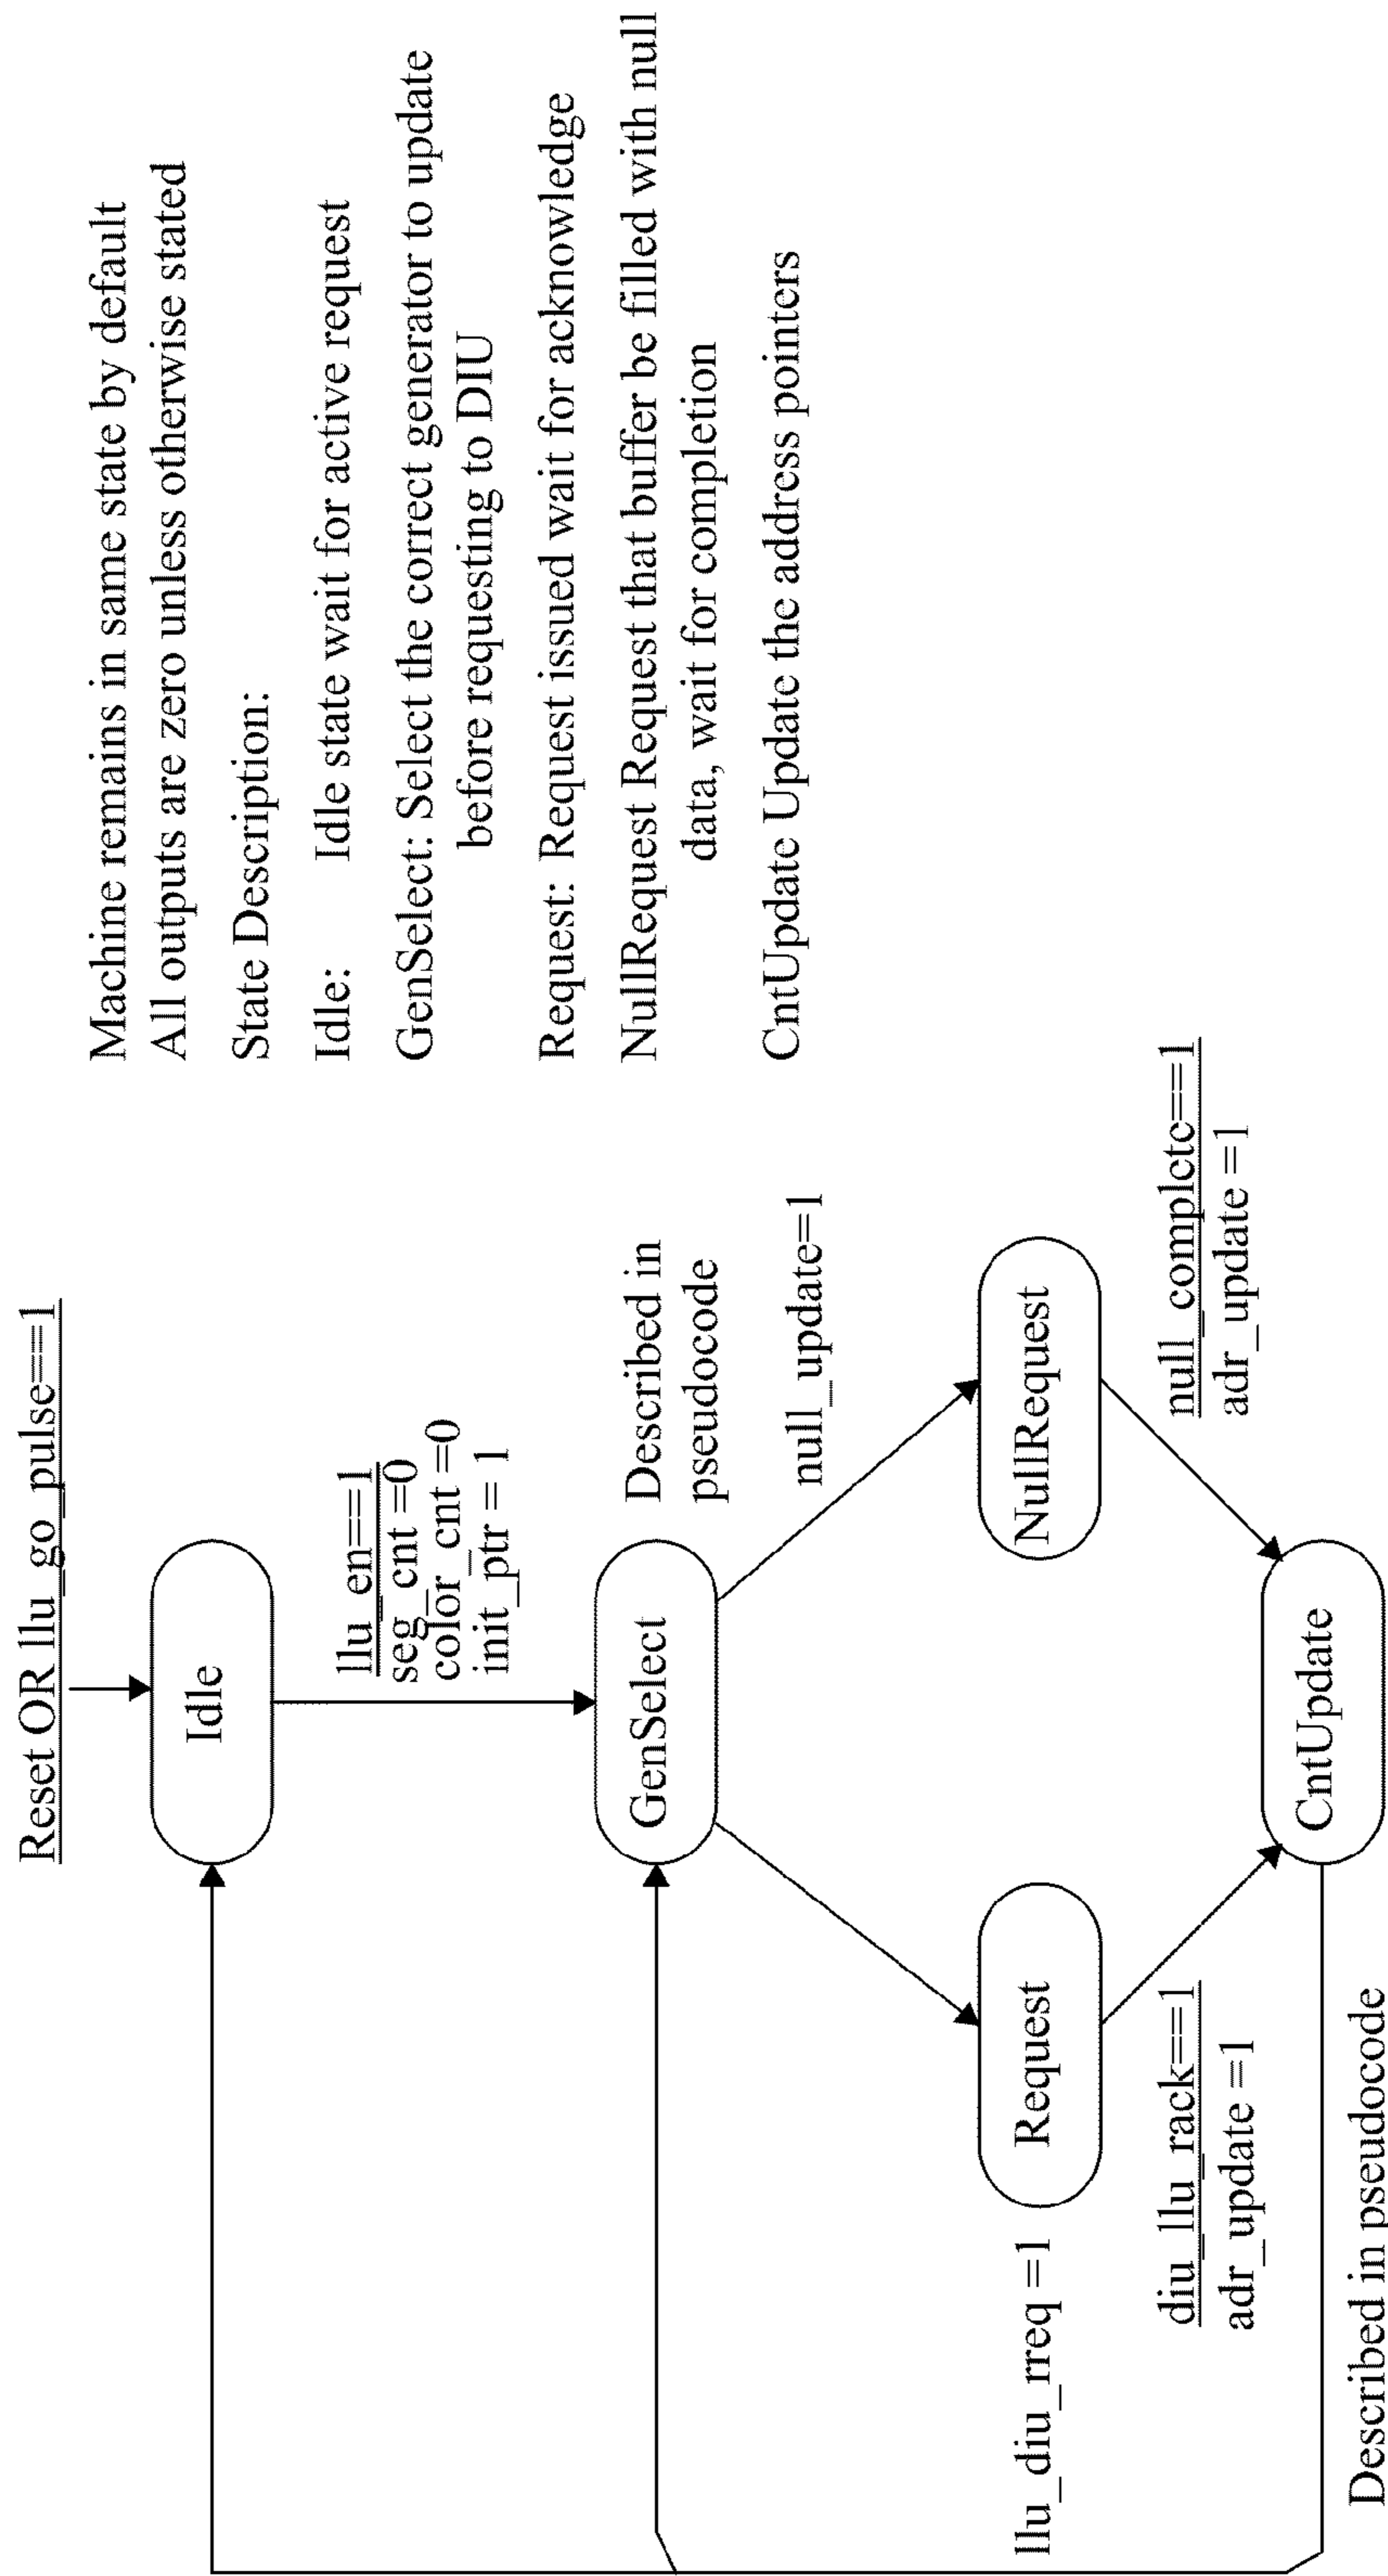 Reset OR llu_go_pulse==1
Idle
llu_en==1
seg_cnt =0
color_cnt =0
init_ptr = 1
GenSelect
Described in
pseudocode
null_update=1
Request
NullRequest
llu_diu_rreq =1
diu_llu_rack==1
adr_update =1
null_complete==1
adr_update =1
CntUpdate
Described in pseudocode
Machine remains in same state by default
All outputs are zero unless otherwise stated
State Description:
Idle: Idle state wait for active request
GenSelect: Select the correct generator to update
before requesting to DIU
Request: Request issued wait for acknowledge
NullRequest Request that buffer be filled with null
data, wait for completion
CntUpdate Update the address pointers